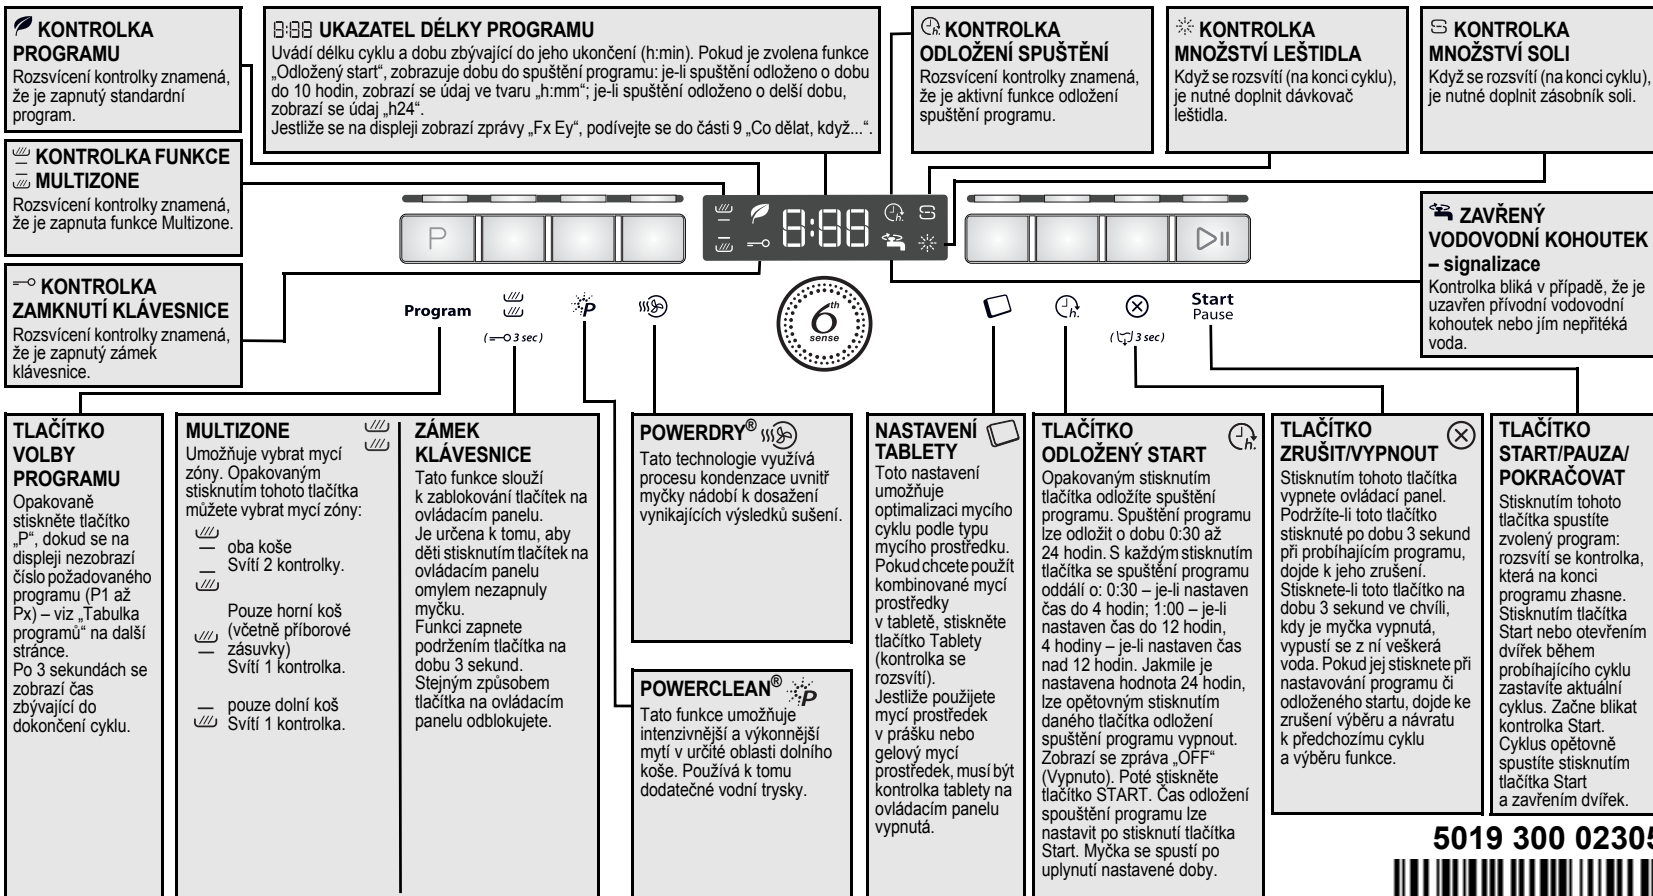 KONTROLKA
PROGRAMU
Rozsvícení kontrolky znamená,
že je zapnutý standardní
program.
8:88 UKAZATEL DÉLKY PROGRAMU
Uvádí délku cyklu a dobu zbývající do jeho ukončení (h:min). Pokud je zvolena funkce
„Odložený start“, zobrazuje dobu do spuštění programu: je-li spuštění odloženo o dobu
do 10 hodin, zobrazí se údaj ve tvaru „h:mm“; je-li spuštění odloženo o delší dobu,
zobrazí se údaj „h24“.
Jestliže se na displeji zobrazí zprávy „Fx Ey“, podívejte se do části 9 „Co dělat, když...“.
KONTROLKA
ODLOŽENÍ SPUŠTĚNÍ
Rozsvícení kontrolky znamená,
že je aktivní funkce odložení
spuštění programu.
KONTROLKA
MNOŽSTVÍ LEŠTIDLA
Když se rozsvítí (na konci cyklu),
je nutné doplnit dávkovač
leštidla.
KONTROLKA
MNOŽSTVÍ SOLI
Když se rozsvítí (na konci cyklu),
je nutné doplnit zásobník soli.
KONTROLKA FUNKCE
MULTIZONE
Rozsvícení kontrolky znamená,
že je zapnuta funkce Multizone.
KONTROLKA
ZAMKNUTÍ KLÁVESNICE
Rozsvícení kontrolky znamená,
že je zapnutý zámek
klávesnice.
P
8:88
h.
ZAVŘENÝ
VODOVODNÍ KOHOUTEK
– signalizace
Kontrolka bliká v případě, že je
uzavřen přívodní vodovodní
kohoutek nebo jím nepřitéká
voda.
Program
(3 sec)
P
6th
sense
h.
(3 sec)
Start
Pause
TLAČÍTKO
VOLBY
PROGRAMU
Opakovaně
stiskněte tlačítko
„P“, dokud se na
displeji nezobrazí
číslo požadovaného
programu (P1 až
Px) – viz „Tabulka
programů“ na další
stránce.
Po 3 sekundách se
zobrazí čas
zbývající do
dokončení cyklu.
MULTIZONE
Umožňuje vybrat mycí
zóny. Opakovaným
stisknutím tohoto tlačítka
můžete vybrat mycí zóny:
oba koše
Svítí 2 kontrolky.
Pouze horní koš
(včetně příborové
zásuvky)
Svítí 1 kontrolka.
pouze dolní koš
Svítí 1 kontrolka.
ZÁMEK
KLÁVESNICE
Tato funkce slouží
k zablokování tlačítek na
ovládacím panelu.
Je určena k tomu, aby
děti stisknutím tlačítek na
ovládacím panelu
omylem nezapnuly
myčku.
Funkci zapnete
podržením tlačítka na
dobu 3 sekund.
Stejným způsobem
tlačítka na ovládacím
panelu odblokujete.
POWERDRY®
Tato technologie využívá
procesu kondenzace uvnitř
myčky nádobí k dosažení
vynikajících výsledků sušení.
POWERCLEAN® P
Tato funkce umožňuje
intenzivnější a výkonnější
mytí v určité oblasti dolního
koše. Používá k tomu
dodatečné vodní trysky.
NASTAVENÍ
TABLETY
Toto nastavení
umožňuje
optimalizaci mycího
cyklu podle typu
mycího prostředku.
Pokud chcete použít
kombinované mycí
prostředky
v tabletě, stiskněte
tlačítko Tablety
(kontrolka se
rozsvítí).
Jestliže použijete
mycí prostředek
v prášku nebo
gelový mycí
prostředek, musí být
kontrolka tablety na
ovládacím panelu
vypnutá.
TLAČÍTKO
ODLOŽENÝ START h.
Opakovaným stisknutím
tlačítka odložíte spuštění
programu. Spuštění programu
lze odložit o dobu 0:30 až
24 hodin. S každým stisknutím
tlačítka se spuštění programu
oddálí o: 0:30 – je-li nastaven
čas do 4 hodin; 1:00 – je-li
nastaven čas do 12 hodin,
4 hodiny – je-li nastaven čas
nad 12 hodin. Jakmile je
nastavena hodnota 24 hodin,
lze opětovným stisknutím
daného tlačítka odložení
spuštění programu vypnout.
Zobrazí se zpráva „OFF“
(Vypnuto). Poté stiskněte
tlačítko START. Čas odložení
spouštění programu lze
nastavit po stisknutí tlačítka
Start. Myčka se spustí po
uplynutí nastavené doby.
TLAČÍTKO
ZRUŠIT/VYPNOUT
Stisknutím tohoto tlačítka
vypnete ovládací panel.
Podržíte-li toto tlačítko
stisknuté po dobu 3 sekund
při probíhajícím programu,
dojde k jeho zrušení.
Stisknete-li toto tlačítko na
dobu 3 sekund ve chvíli,
kdy je myčka vypnutá,
vypustí se z ní veškerá
voda. Pokud jej stisknete při
nastavování programu či
odloženého startu, dojde ke
zrušení výběru a návratu
k předchozímu cyklu
a výběru funkce.
TLAČÍTKO
START/PAUZA/
POKRAČOVAT
Stisknutím tohoto
tlačítka spustíte
zvolený program:
rozsvítí se kontrolka,
která na konci
programu zhasne.
Stisknutím tlačítka
Start nebo otevřením
dvířek během
probíhajícího cyklu
zastavíte aktuální
cyklus. Začne blikat
kontrolka Start.
Cyklus opětovně
spustíte stisknutím
tlačítka Start
a zavřením dvířek.
5019 300 02305